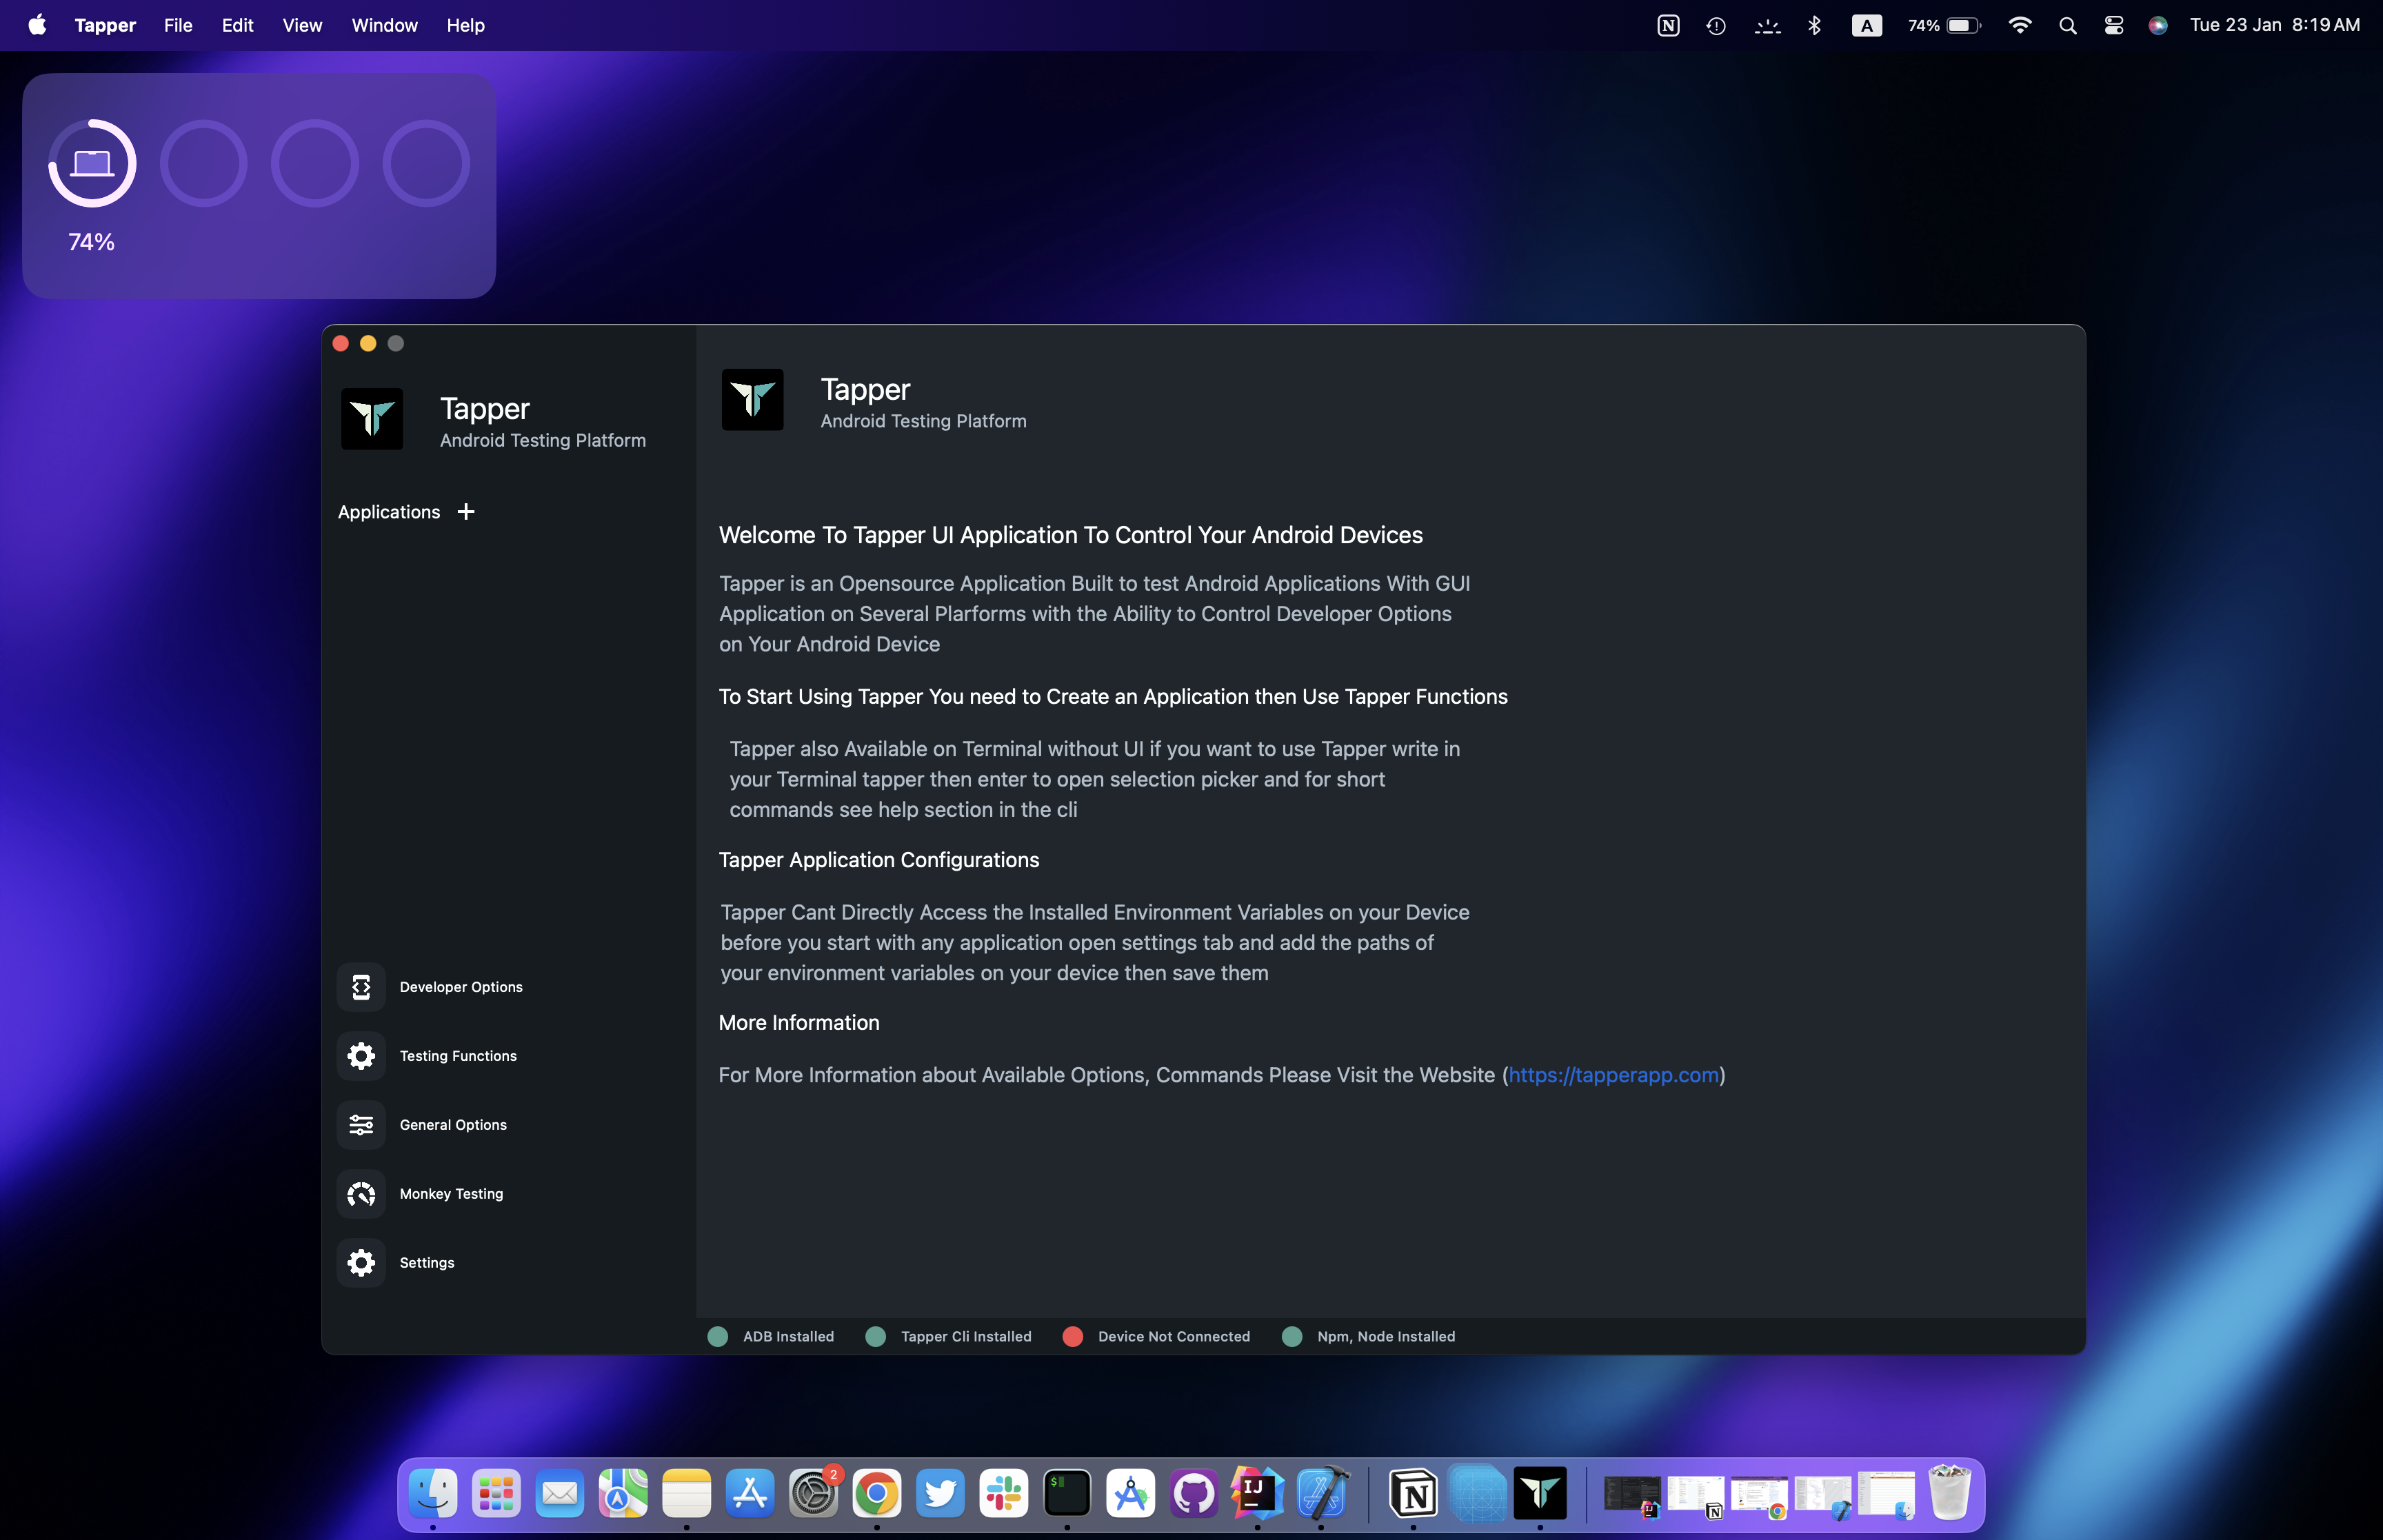 Tapper File Edit View Window Help
N A 74% Tue 23 Jan 8:19 AM
74%
Tapper
Android Testing Platform
Applications +
Developer Options
Testing Functions
General Options
Monkey Testing
Settings
Tapper
Android Testing Platform
Welcome To Tapper UI Application To Control Your Android Devices
Tapper is an Opensource Application Built to test Android Applications With GUI
Application on Several Plarforms with the Ability to Control Developer Options
on Your Android Device
To Start Using Tapper You need to Create an Application then Use Tapper Functions
Tapper also Available on Terminal without UI if you want to use Tapper write in
your Terminal tapper then enter to open selection picker and for short
commands see help section in the cli
Tapper Application Configurations
Tapper Cant Directly Access the Installed Environment Variables on your Device
before you start with any application open settings tab and add the paths of
your environment variables on your device then save them
More Information
For More Information about Available Options, Commands Please Visit the Website (https://tapperapp.com)
ADB Installed Tapper Cli Installed Device Not Connected Npm, Node Installed
2 $ IJ N